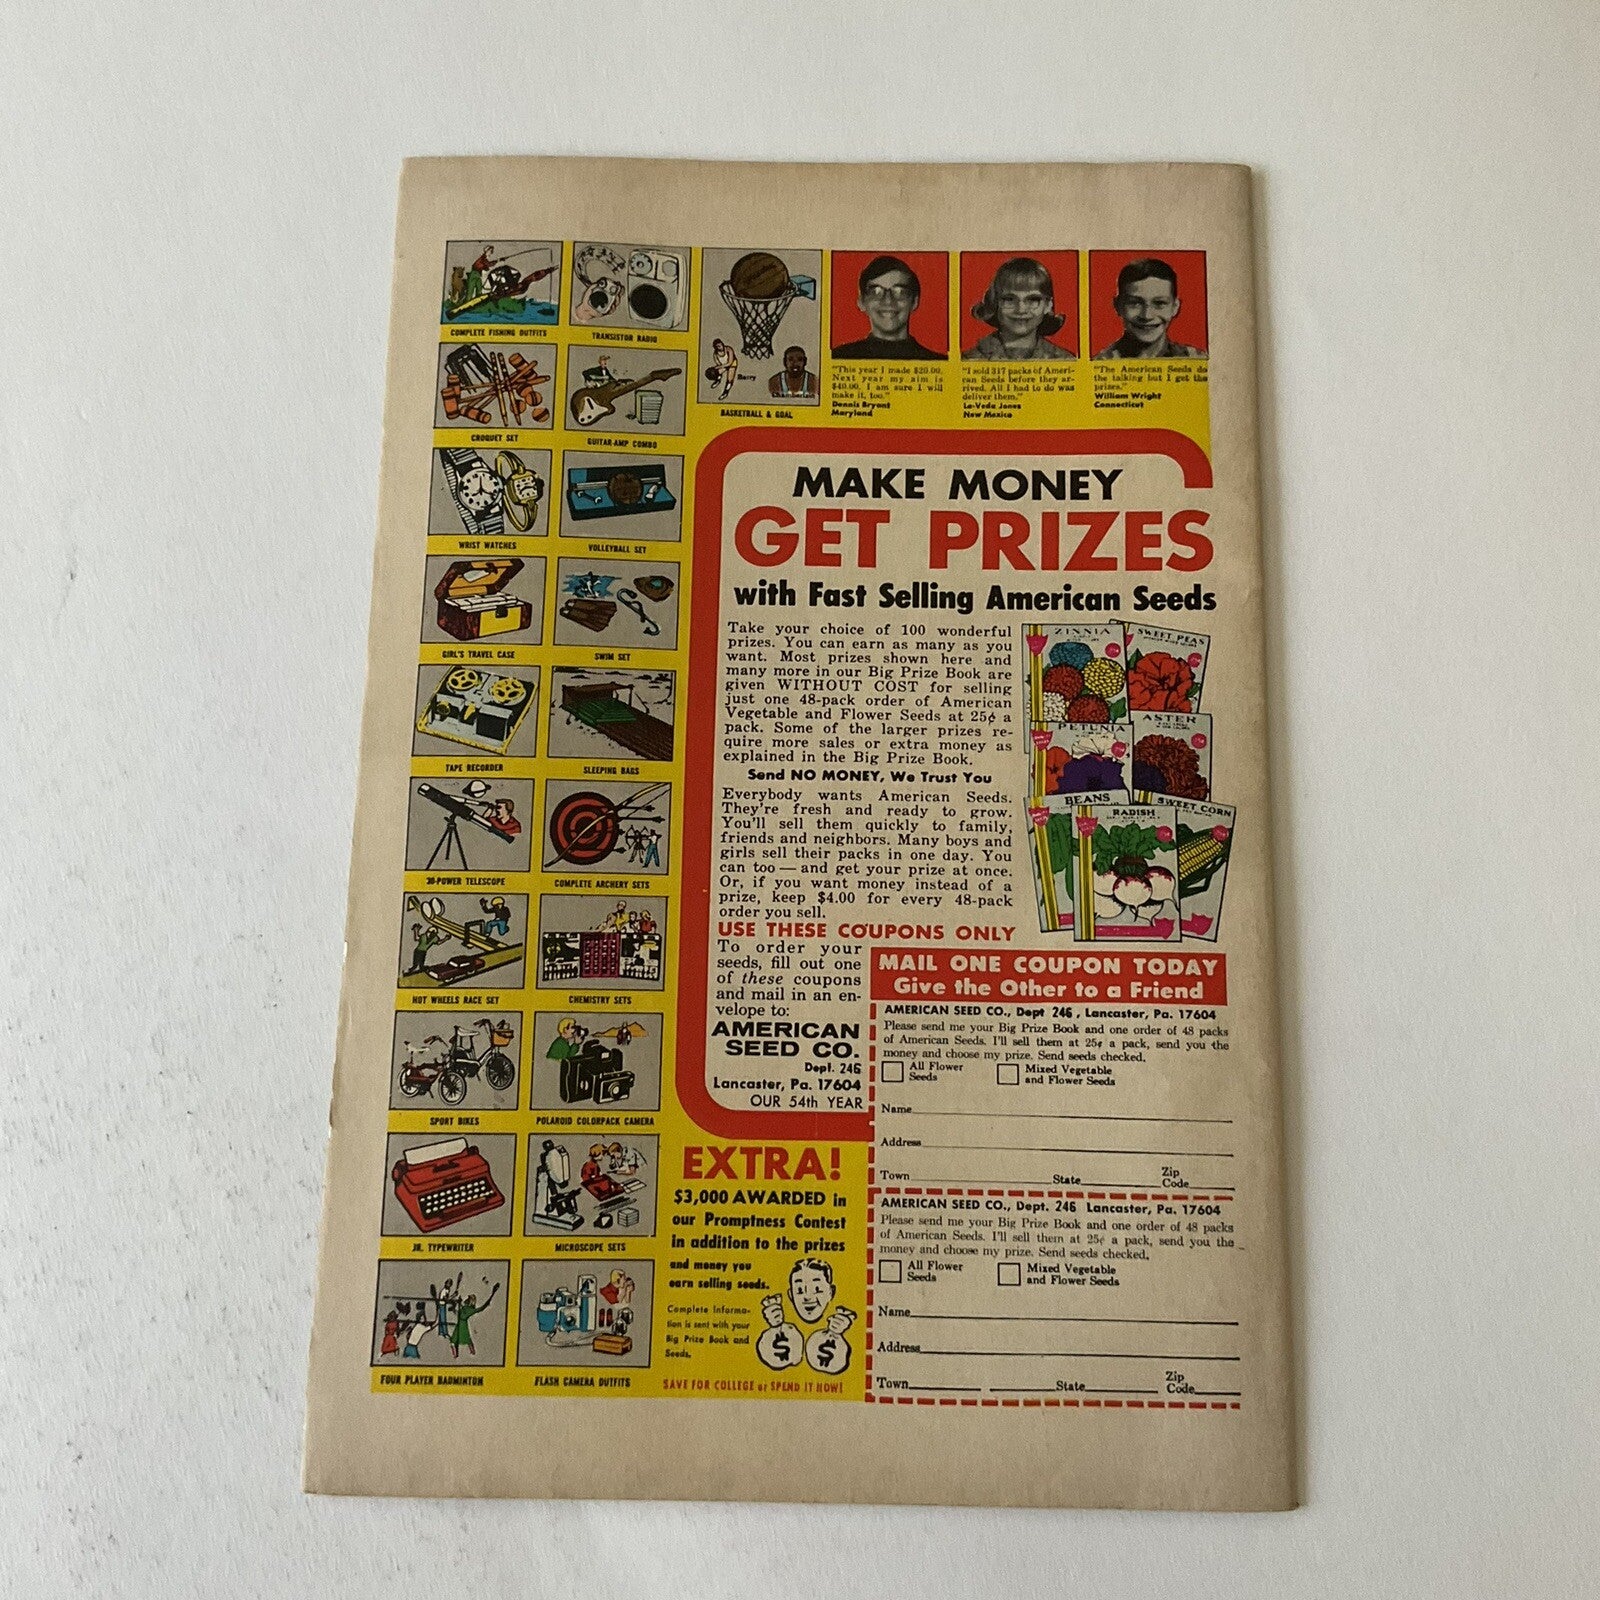 COMPLETE FISHING OUTFITS
TRANSISTOR RADIO
CROQUET SET
GUITAR-AMP COMBO
WRIST WATCHES
VOLLEYBALL SET
GIRL'S TRAVEL CASE
SWIM SET
TAPE RECORDER
SLEEPING BAGS
30-POWER TELESCOPE
COMPLETE ARCHERY SETS
HOT WHEELS RACE SET
CHEMISTRY SETS
SPORT BIKES
POLAROID COLORPACK CAMERA
JR. TYPEWRITER
MICROSCOPE SETS
FOUR PLAYER BADMINTON
FLASH CAMERA OUTFITS
Barry
Chamberlain
BASKETBALL & GOAL
"This year I made $20.00.
Next year my aim is
$40.00. I am sure I will
make it, too."
Dennis Bryant
Maryland
"I sold 317 packs of Ameri-
can Seeds before they ar-
rived. All I had to do was
deliver them."
La-Veda Jones
New Mexico
"The American Seeds do
the talking but I get the
prizes."
William Wright
Connecticut
MAKE MONEY
GET PRIZES
with Fast Selling American Seeds
Take your choice of 100 wonderful
prizes. You can earn as many as you
want. Most prizes shown here and
many more in our Big Prize Book are
given WITHOUT COST for selling
just one 48-pack order of American
Vegetable and Flower Seeds at 25¢ a
pack. Some of the larger prizes re-
quire more sales or extra money as
explained in the Big Prize Book.
Send NO MONEY, We Trust You
Everybody wants American Seeds.
They're fresh and ready to grow.
You'll sell them quickly to family,
friends and neighbors. Many boys and
girls sell their packs in one day. You
can too — and get your prize at once.
Or, if you want money instead of a
prize, keep $4.00 for every 48-pack
order you sell.
ZINNIA
SWEET PEAS
PETUNIA
ASTER
BEANS
RADISH
SWEET CORN
USE THESE COUPONS ONLY
To order your
seeds, fill out one
of these coupons
and mail in an en-
velope to:
AMERICAN
SEED CO.
Dept. 246
Lancaster, Pa. 17604
OUR 54th YEAR
MAIL ONE COUPON TODAY
Give the Other to a Friend
AMERICAN SEED CO., Dept 246, Lancaster, Pa. 17604
Please send me your Big Prize Book and one order of 48 packs
of American Seeds. I'll sell them at 25¢ a pack, send you the
money and choose my prize. Send seeds checked.
All Flower
Seeds
Mixed Vegetable
and Flower Seeds
Name
Address
Town State Zip
Code
AMERICAN SEED CO., Dept. 246 Lancaster, Pa. 17604
Please send me your Big Prize Book and one order of 48 packs
of American Seeds. I'll sell them at 25¢ a pack, send you the
money and choose my prize. Send seeds checked.
All Flower
Seeds
Mixed Vegetable
and Flower Seeds
Name
Address
Town State Zip
Code
EXTRA!
$3,000 AWARDED in
our Promptness Contest
in addition to the prizes
and money you
earn selling seeds.
Complete Informa-
tion is sent with your
Big Prize Book and
Seeds.
$ $
SAVE FOR COLLEGE or SPEND IT NOW!